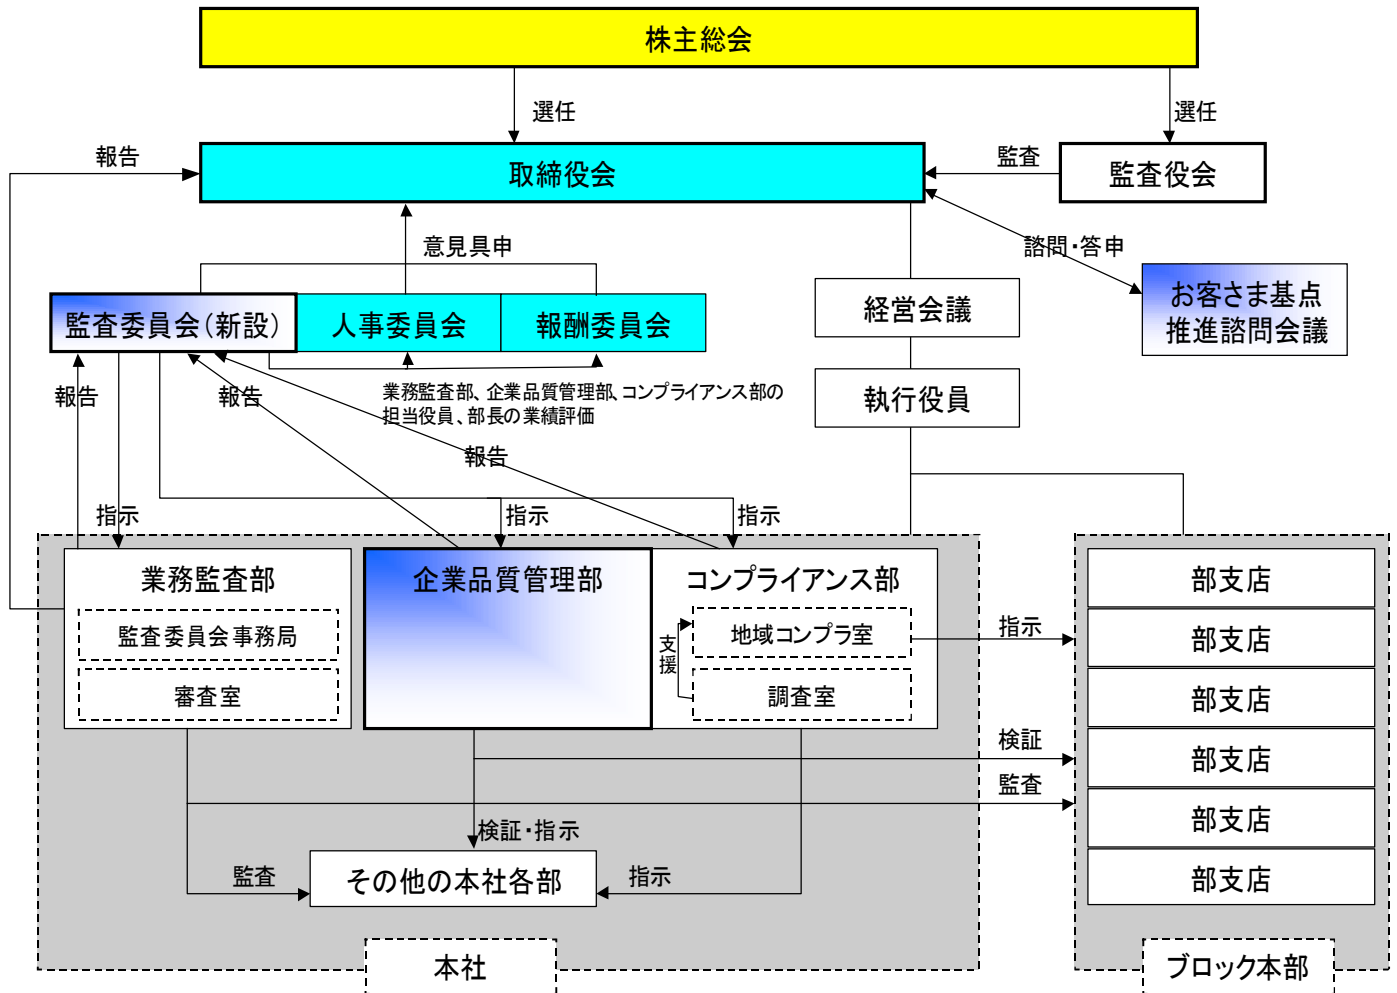 株主総会
選任
選任
報告
取締役会
監査
監査役会
意見具申
諮問・答申
監査委員会(新設)
人事委員会
報酬委員会
経営会議
お客さま基点
推進諮問会議
報告
報告
業務監査部、企業品質管理部、コンプライアンス部の
担当役員、部長の業績評価
執行役員
報告
指示
指示
指示
業務監査部
企業品質管理部
コンプライアンス部
監査委員会事務局
審査室
支援
地域コンプラ室
調査室
指示
検証
監査
部支店
部支店
部支店
部支店
部支店
部支店
検証・指示
監査
その他の本社各部
指示
本社
ブロック本部